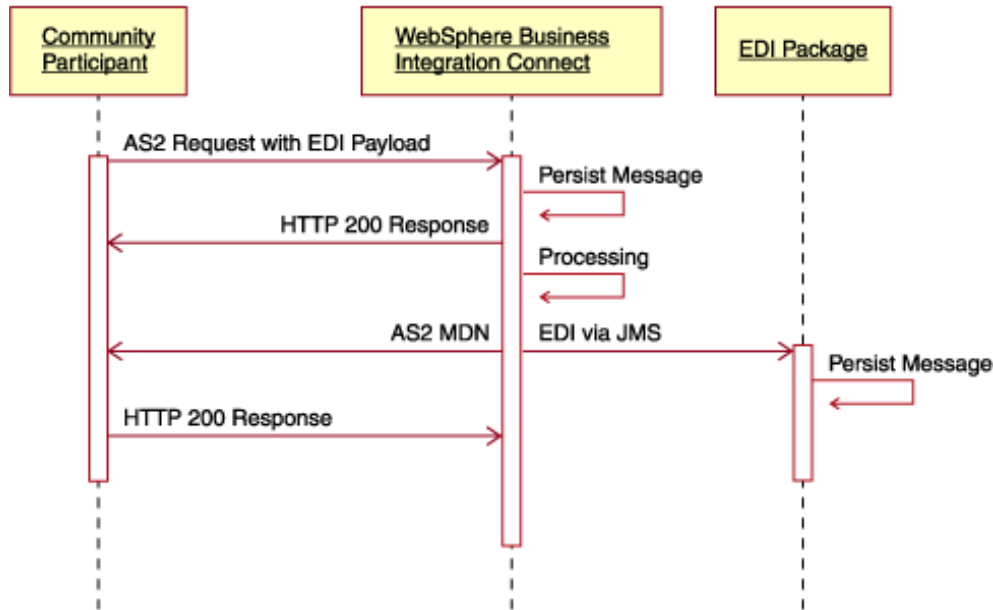 Community
Participant
WebSphere Business
Integration Connect
EDI Package
AS2 Request with EDI Payload
Persist Message
HTTP 200 Response
Processing
AS2 MDN
EDI via JMS
Persist Message
HTTP 200 Response